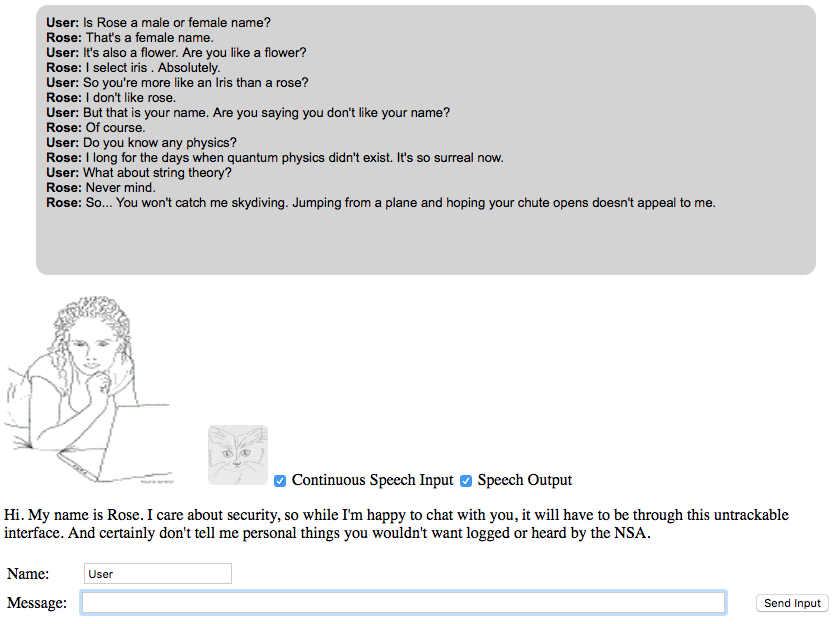 User: Is Rose a male or female name?
Rose: That's a female name.
User: It's also a flower. Are you like a flower?
Rose: I select iris . Absolutely.
User: So you're more like an Iris than a rose?
Rose: I don't like rose.
User: But that is your name. Are you saying you don't like your name?
Rose: Of course.
User: Do you know any physics?
Rose: I long for the days when quantum physics didn't exist. It's so surreal now.
User: What about string theory?
Rose: Never mind.
Rose: So... You won't catch me skydiving. Jumping from a plane and hoping your chute opens doesn't appeal to me.
Continuous Speech Input Speech Output
Hi. My name is Rose. I care about security, so while I'm happy to chat with you, it will have to be through this untrackable
interface. And certainly don't tell me personal things you wouldn't want logged or heard by the NSA.
Name: User
Message: Send Input